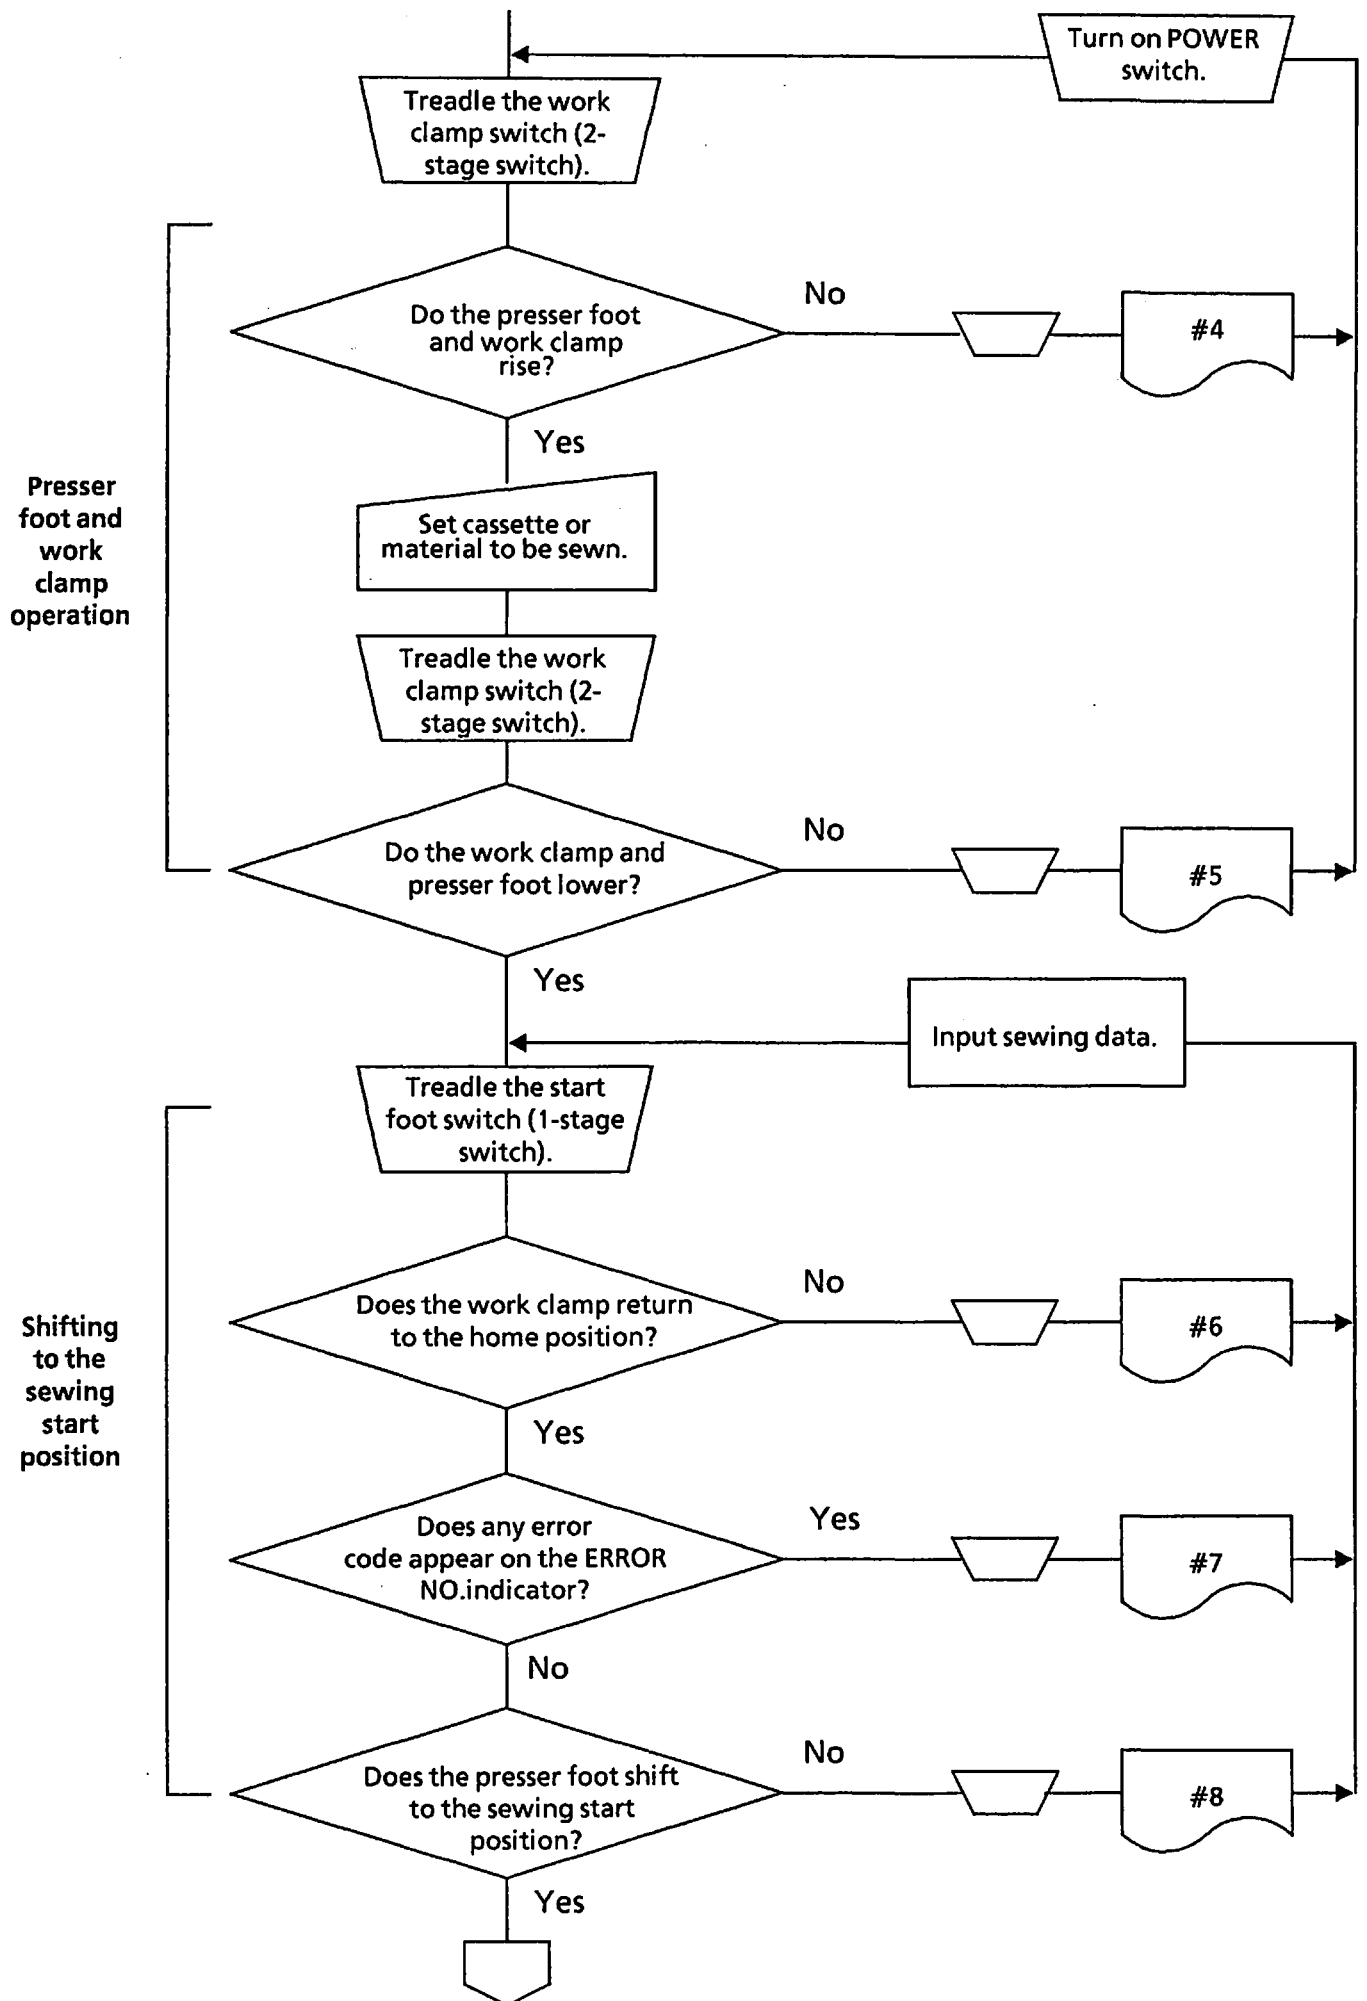 Turn on POWER
switch.
Treadle the work
clamp switch (2-
stage switch).
No
Do the presser foot
and work clamp
rise?
#4
Yes
Presser
foot and
work
clamp
operation
Set cassette or
material to be sewn.
Treadle the work
clamp switch (2-
stage switch).
No
Do the work clamp and
presser foot lower?
#5
Yes
Input sewing data.
Treadle the start
foot switch (1-stage
switch).
No
Does the work clamp return
to the home position?
#6
Shifting
to the
sewing
start
position
Yes
Yes
Does any error
code appear on the ERROR
NO.indicator?
#7
No
No
Does the presser foot shift
to the sewing start
position?
#8
Yes